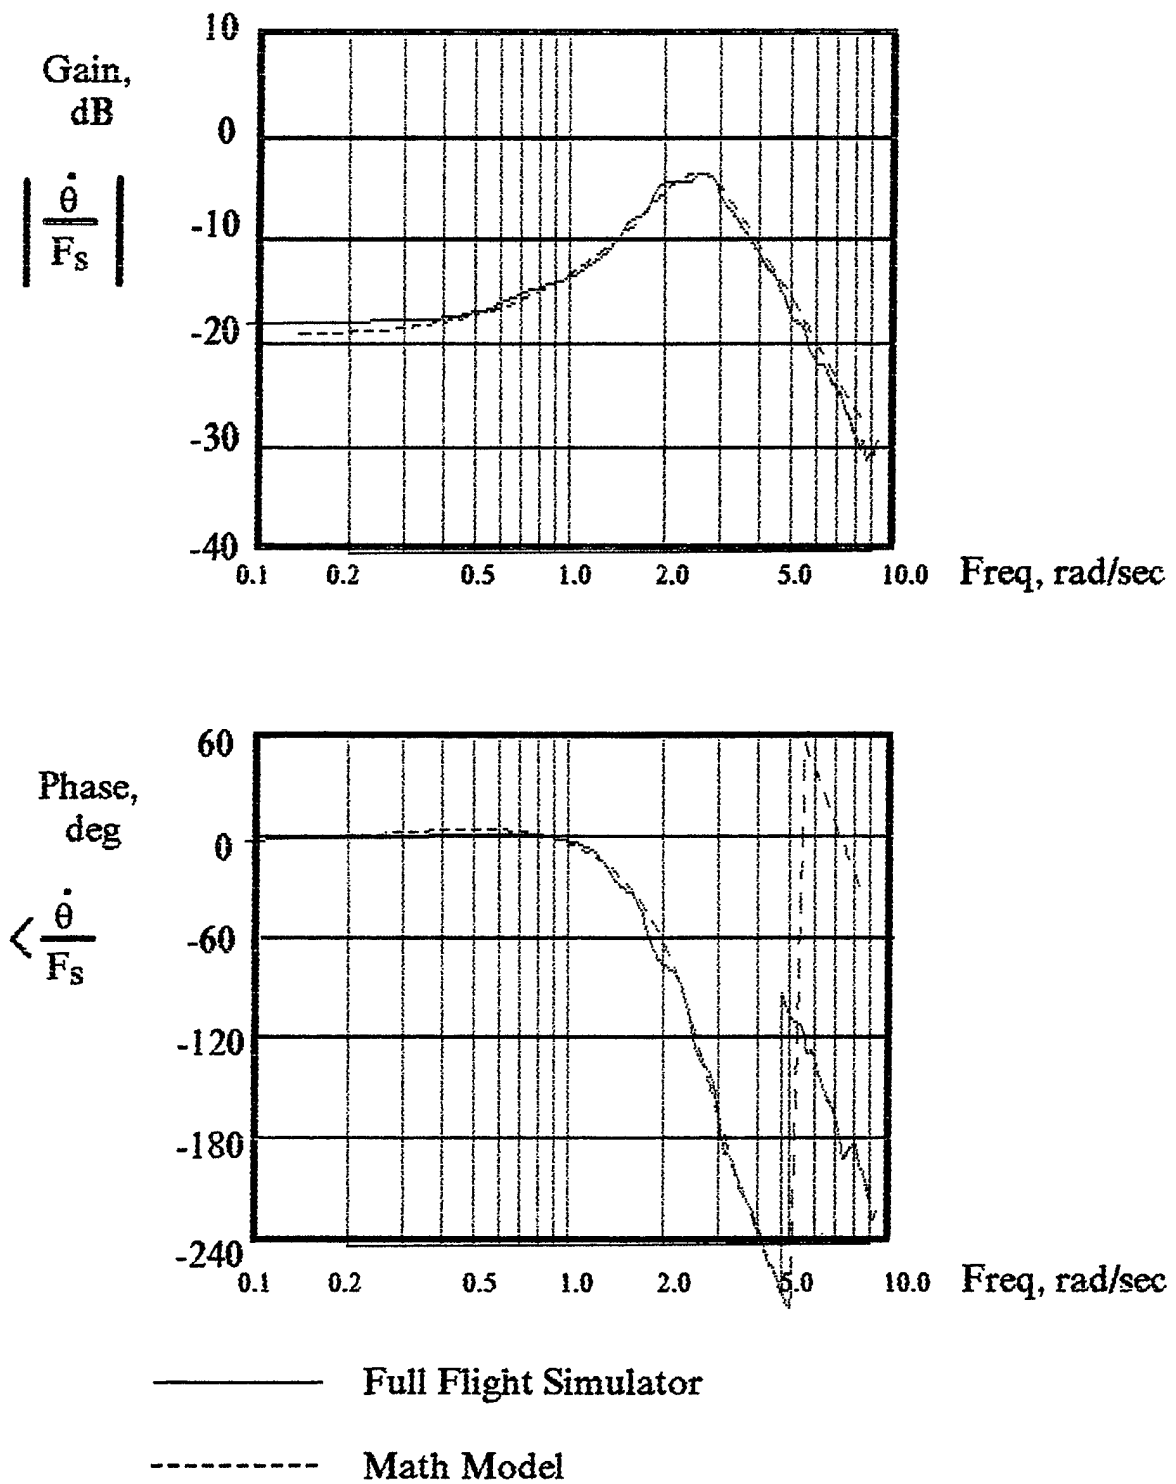 10
Gain,
dB
0
| θ̇ / Fs |
-10
-20
-30
-40
0.1 0.2 0.5 1.0 2.0 5.0 10.0 Freq, rad/sec
60
Phase,
deg
0
< θ̇ / Fs
-60
-120
-180
-240
0.1 0.2 0.5 1.0 2.0 5.0 10.0 Freq, rad/sec
Full Flight Simulator
Math Model